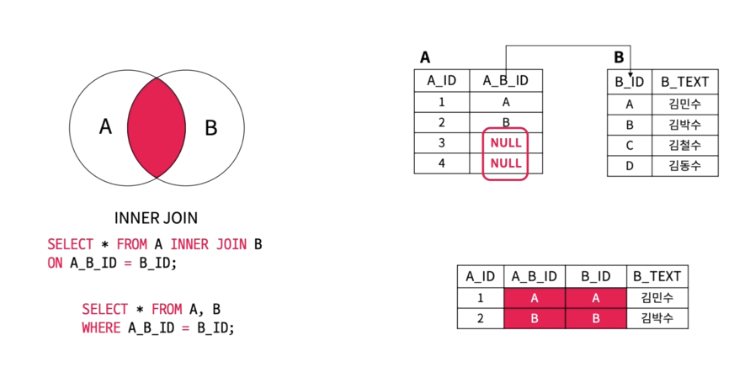 A B
INNER JOIN
SELECT * FROM A INNER JOIN B
ON A_B_ID = B_ID;
SELECT * FROM A, B
WHERE A_B_ID = B_ID;
A
A_ID A_B_ID
1 A
2 B
3 NULL
4 NULL
B
B_ID B_TEXT
A 김민수
B 김박수
C 김철수
D 김동수
A_ID A_B_ID B_ID B_TEXT
1 A A 김민수
2 B B 김박수